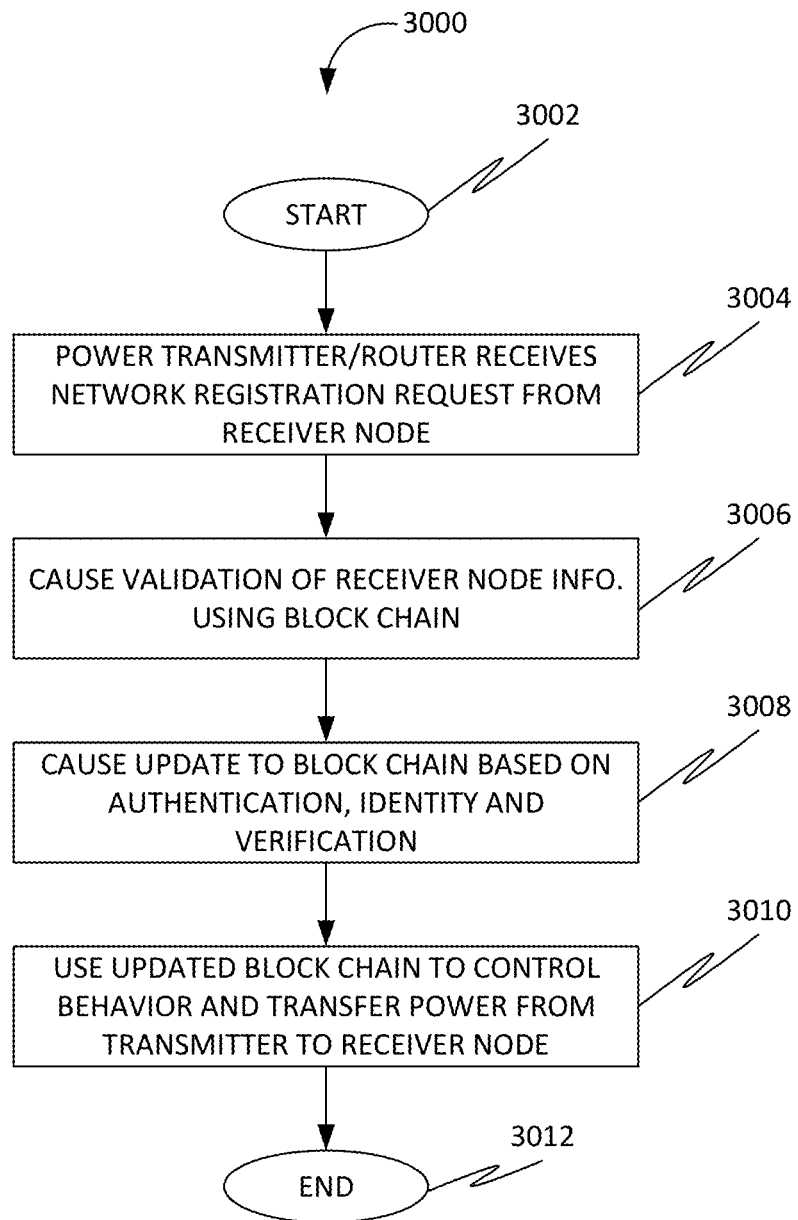 3000
3002
START
3004
POWER TRANSMITTER/ROUTER RECEIVES
NETWORK REGISTRATION REQUEST FROM
RECEIVER NODE
3006
CAUSE VALIDATION OF RECEIVER NODE INFO.
USING BLOCK CHAIN
3008
CAUSE UPDATE TO BLOCK CHAIN BASED ON
AUTHENTICATION, IDENTITY AND
VERIFICATION
3010
USE UPDATED BLOCK CHAIN TO CONTROL
BEHAVIOR AND TRANSFER POWER FROM
TRANSMITTER TO RECEIVER NODE
3012
END